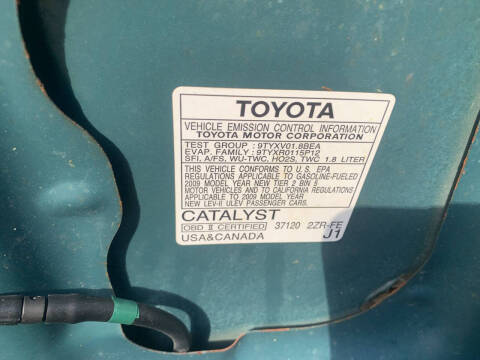 TOYOTA
VEHICLE EMISSION CONTROL INFORMATION
TOYOTA MOTOR CORPORATION
TEST GROUP : 9TYXV01.8BEA
EVAP. FAMILY : 9TYXR0115P12
SFI, A/FS, WU-TWC, HO2S, TWC 1.8 LITER
THIS VEHICLE CONFORMS TO U.S. EPA
REGULATIONS APPLICABLE TO GASOLINE-FUELED
2009 MODEL YEAR NEW TIER 2 BIN 5
MOTOR VEHICLES AND TO CALIFORNIA REGULATIONS
APPLICABLE TO 2009 MODEL YEAR
NEW LEV-II ULEV PASSENGER CARS.
CATALYST
OBD II CERTIFIED 37120 2ZR-FE
USA&CANADA J1